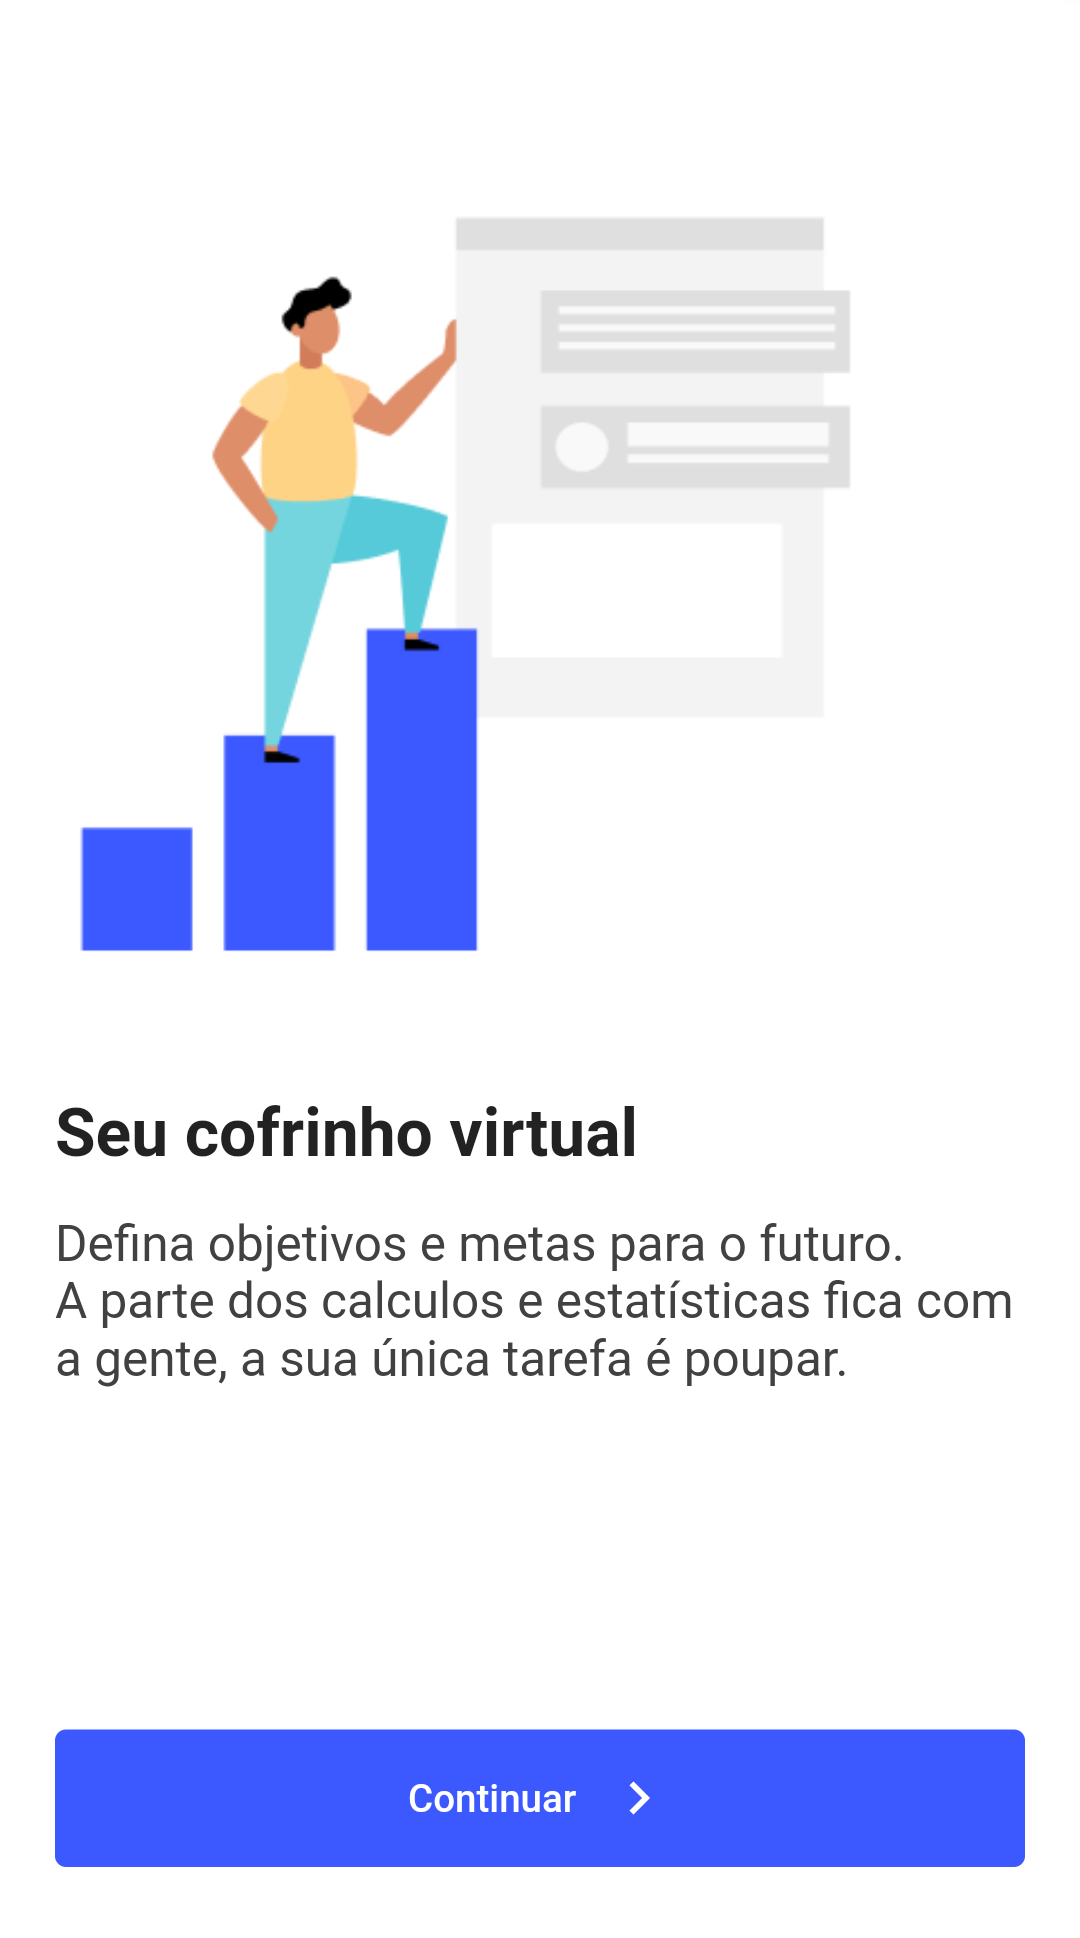 Seu cofrinho virtual
Defina objetivos e metas para o futuro.
A parte dos calculos e estatísticas fica com
a gente, a sua única tarefa é poupar.
Continuar